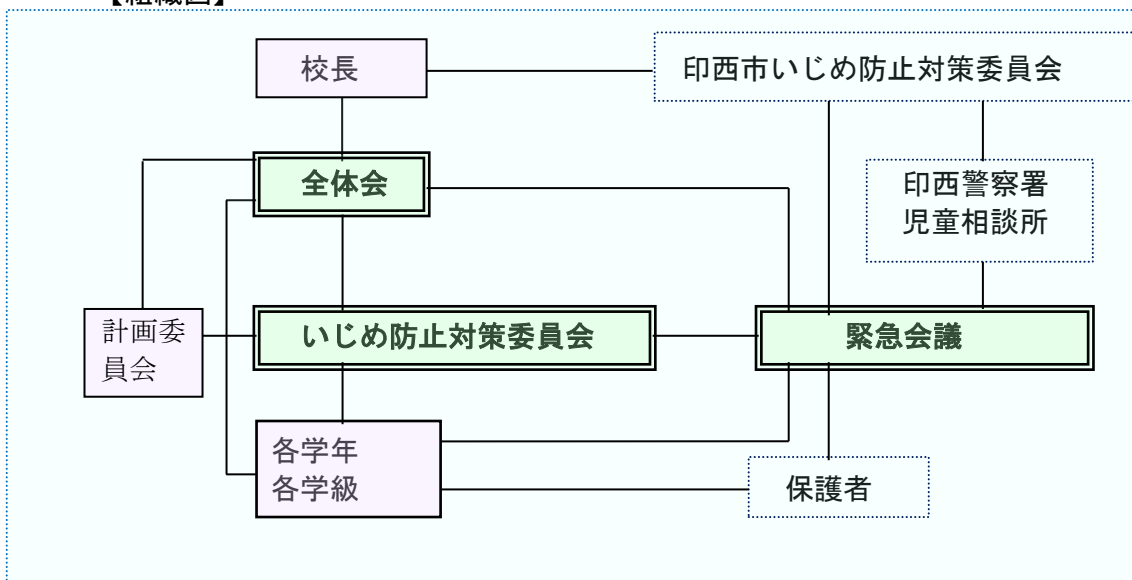 【組織図】
校長
印西市いじめ防止対策委員会
全体会
印西警察署
児童相談所
計画委
員会
いじめ防止対策委員会
緊急会議
各学年
各学級
保護者